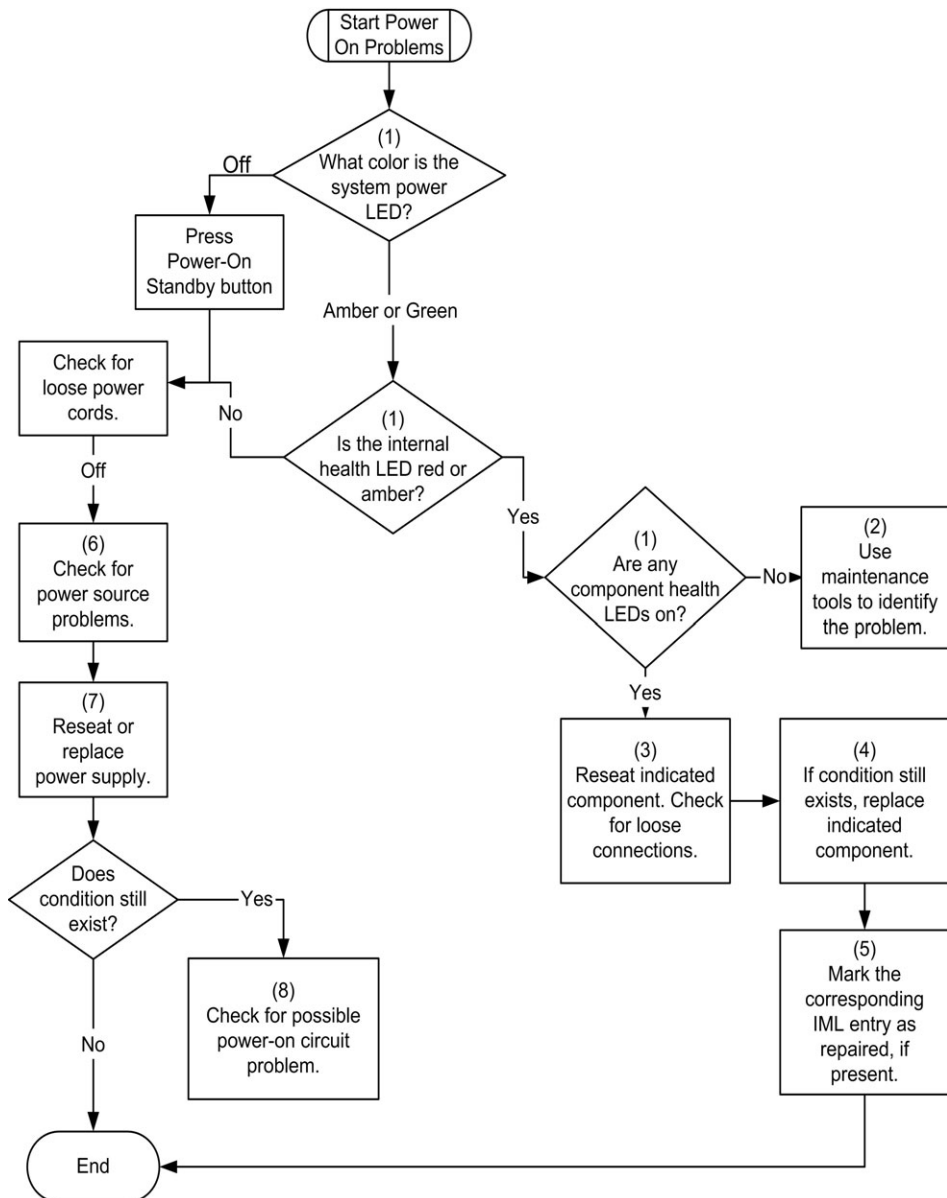 Start Power
On Problems
(1)
What color is the
system power
LED?
Off
Press
Power-On
Standby button
Amber or Green
Check for
loose power
cords.
No
(1)
Is the internal
health LED red or
amber?
Off
Yes
(1)
Are any
component health
LEDs on?
No
(2)
Use
maintenance
tools to identify
the problem.
(6)
Check for
power source
problems.
Yes
(7)
Reseat or
replace
power supply.
(3)
Reseat indicated
component. Check
for loose
connections.
(4)
If condition still
exists, replace
indicated
component.
Does
condition still
exist?
Yes
(8)
Check for possible
power-on circuit
problem.
(5)
Mark the
corresponding
IML entry as
repaired, if
present.
No
End